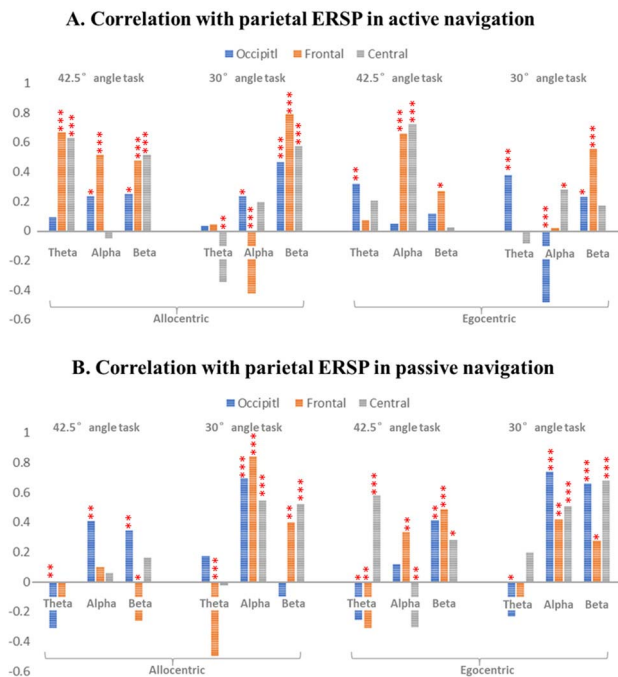 A. Correlation with parietal ERSP in active navigation
Occipitl Frontal Central
42.5° angle task 30° angle task 42.5° angle task 30° angle task
1
0.8
0.6
0.4
0.2
0
-0.2
-0.4
-0.6
*** *** * *** * *** *** ** * *** *** *** *** ** *** *** * *** *** * * ***
Theta Alpha Beta Theta Alpha Beta Theta Alpha Beta Theta Alpha Beta
Allocentric Egocentric
B. Correlation with parietal ERSP in passive navigation
Occipitl Frontal Central
42.5° angle task 30° angle task 42.5° angle task 30° angle task
1
0.8
0.6
0.4
0.2
0
-0.2
-0.4
-0.6
** ** ** * *** *** *** *** *** *** * ** *** ** ** ** *** * * *** ** *** *** * ***
Theta Alpha Beta Theta Alpha Beta Theta Alpha Beta Theta Alpha Beta
Allocentric Egocentric